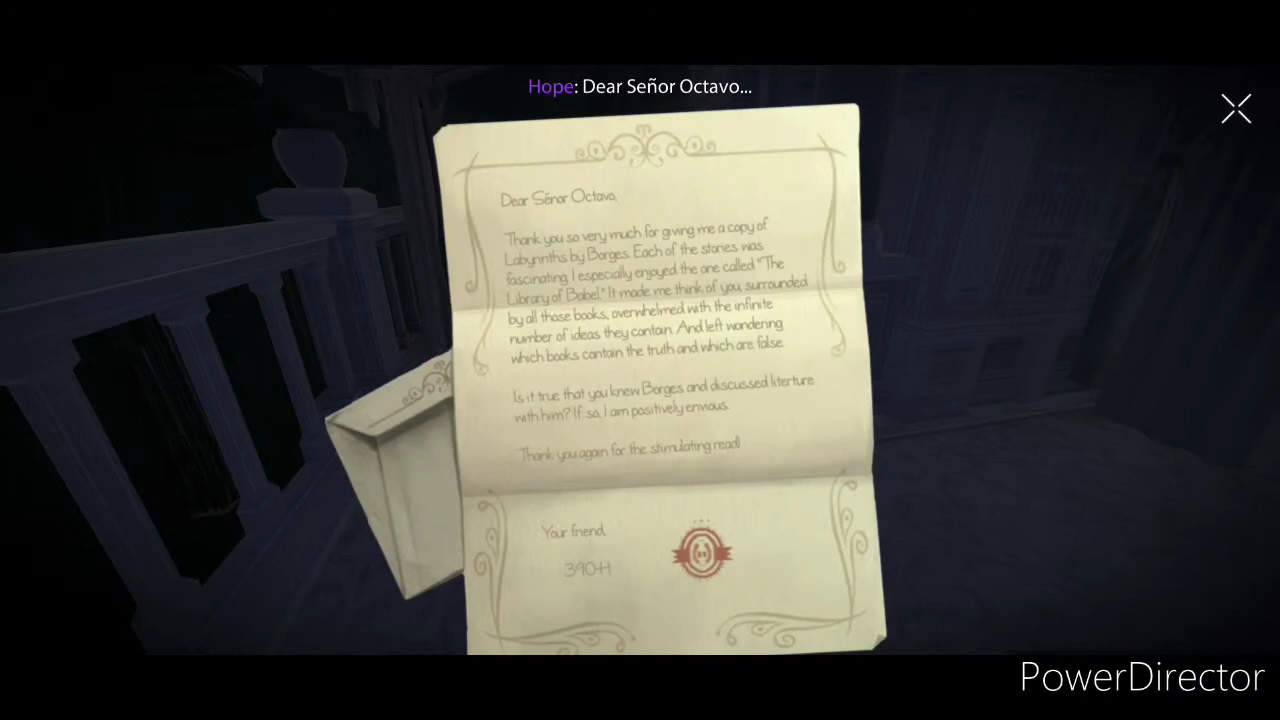 Hope: Dear Señor Octavo...
Dear Sénor Octavo,
Thank you so very much for giving me a copy of
Labyrinths by Borges. Each of the stories was
fascinating. I especially enjoyed the one called "The
Library of Babel." It made me think of you, surrounded
by all those books, overwhelmed with the infinite
number of ideas they contain. And left wondering
which books contain the truth and which are false.
Is it true that you knew Borges and discussed literture
with him? If so, I am positively envious.
Thank you again for the stimulating read!
Your friend,
390-H
PowerDirector